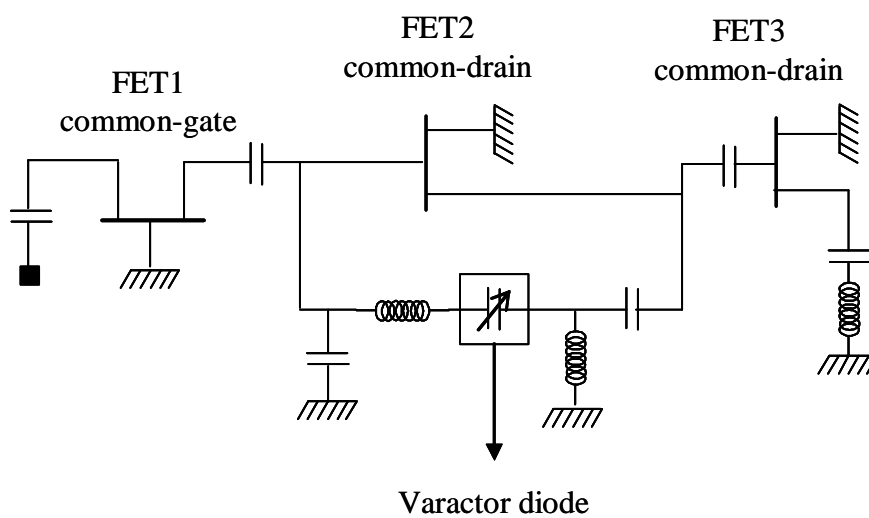 FET1
common-gate
FET2
common-drain
FET3
common-drain
Varactor diode